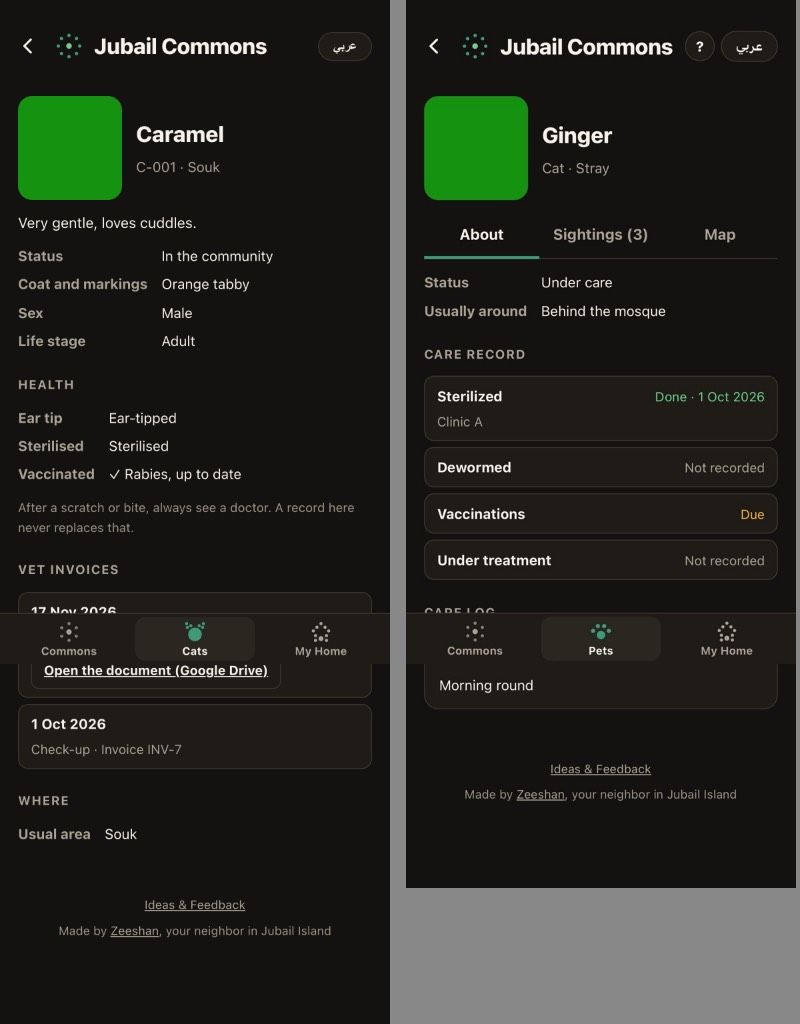 Jubail Commons
عربي
Caramel
C-001 · Souk
Very gentle, loves cuddles.
Status In the community
Coat and markings Orange tabby
Sex Male
Life stage Adult
HEALTH
Ear tip Ear-tipped
Sterilised Sterilised
Vaccinated ✓ Rabies, up to date
After a scratch or bite, always see a doctor. A record here
never replaces that.
VET INVOICES
17 Nov 2026
Commons Cats My Home
Open the document (Google Drive)
1 Oct 2026
Check-up · Invoice INV-7
WHERE
Usual area Souk
Ideas & Feedback
Made by Zeeshan, your neighbor in Jubail Island
Jubail Commons
?
عربي
Ginger
Cat · Stray
About Sightings (3) Map
Status Under care
Usually around Behind the mosque
CARE RECORD
Sterilized Done · 1 Oct 2026
Clinic A
Dewormed Not recorded
Vaccinations Due
Under treatment Not recorded
CARE LOG
Commons Pets My Home
Morning round
Ideas & Feedback
Made by Zeeshan, your neighbor in Jubail Island